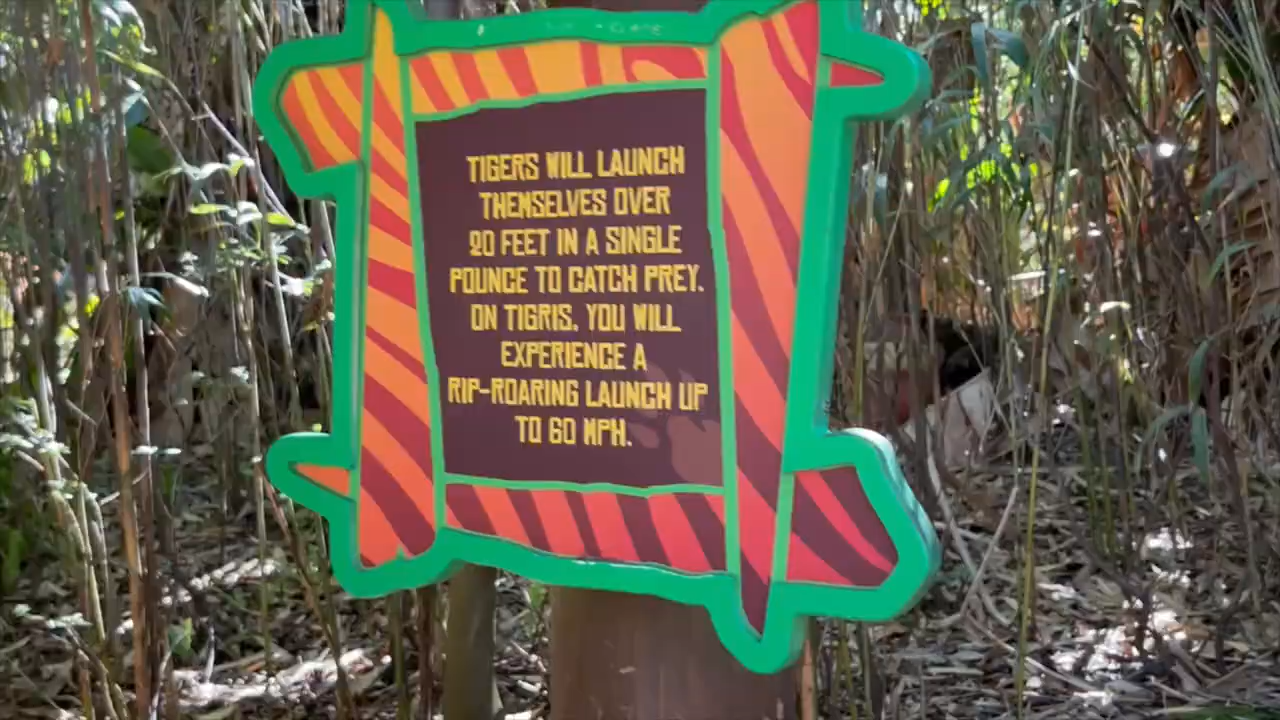 TIGERS WILL LAUNCH
THEMSELVES OVER
20 FEET IN A SINGLE
POUNCE TO CATCH PREY.
ON TIGRIS, YOU WILL
EXPERIENCE A
RIP-ROARING LAUNCH UP
TO 60 MPH.